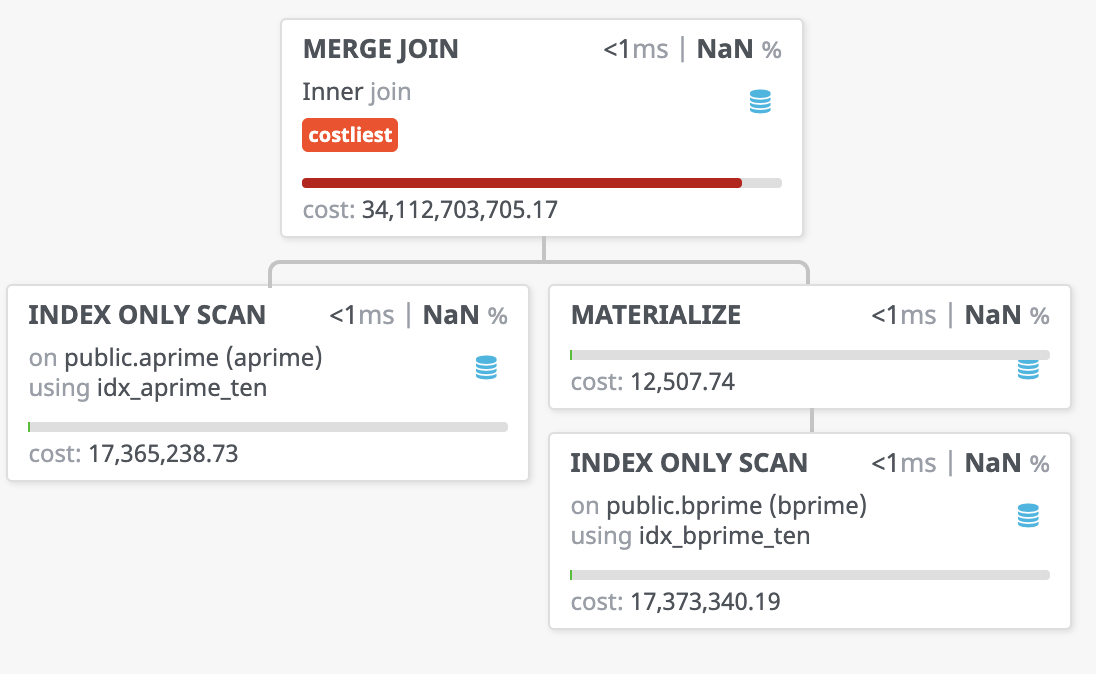 MERGE JOIN <1ms | NaN %
Inner join
costliest
cost: 34,112,703,705.17
INDEX ONLY SCAN <1ms | NaN %
on public.aprime (aprime)
using idx_aprime_ten
cost: 17,365,238.73
MATERIALIZE <1ms | NaN %
cost: 12,507.74
INDEX ONLY SCAN <1ms | NaN %
on public.bprime (bprime)
using idx_bprime_ten
cost: 17,373,340.19